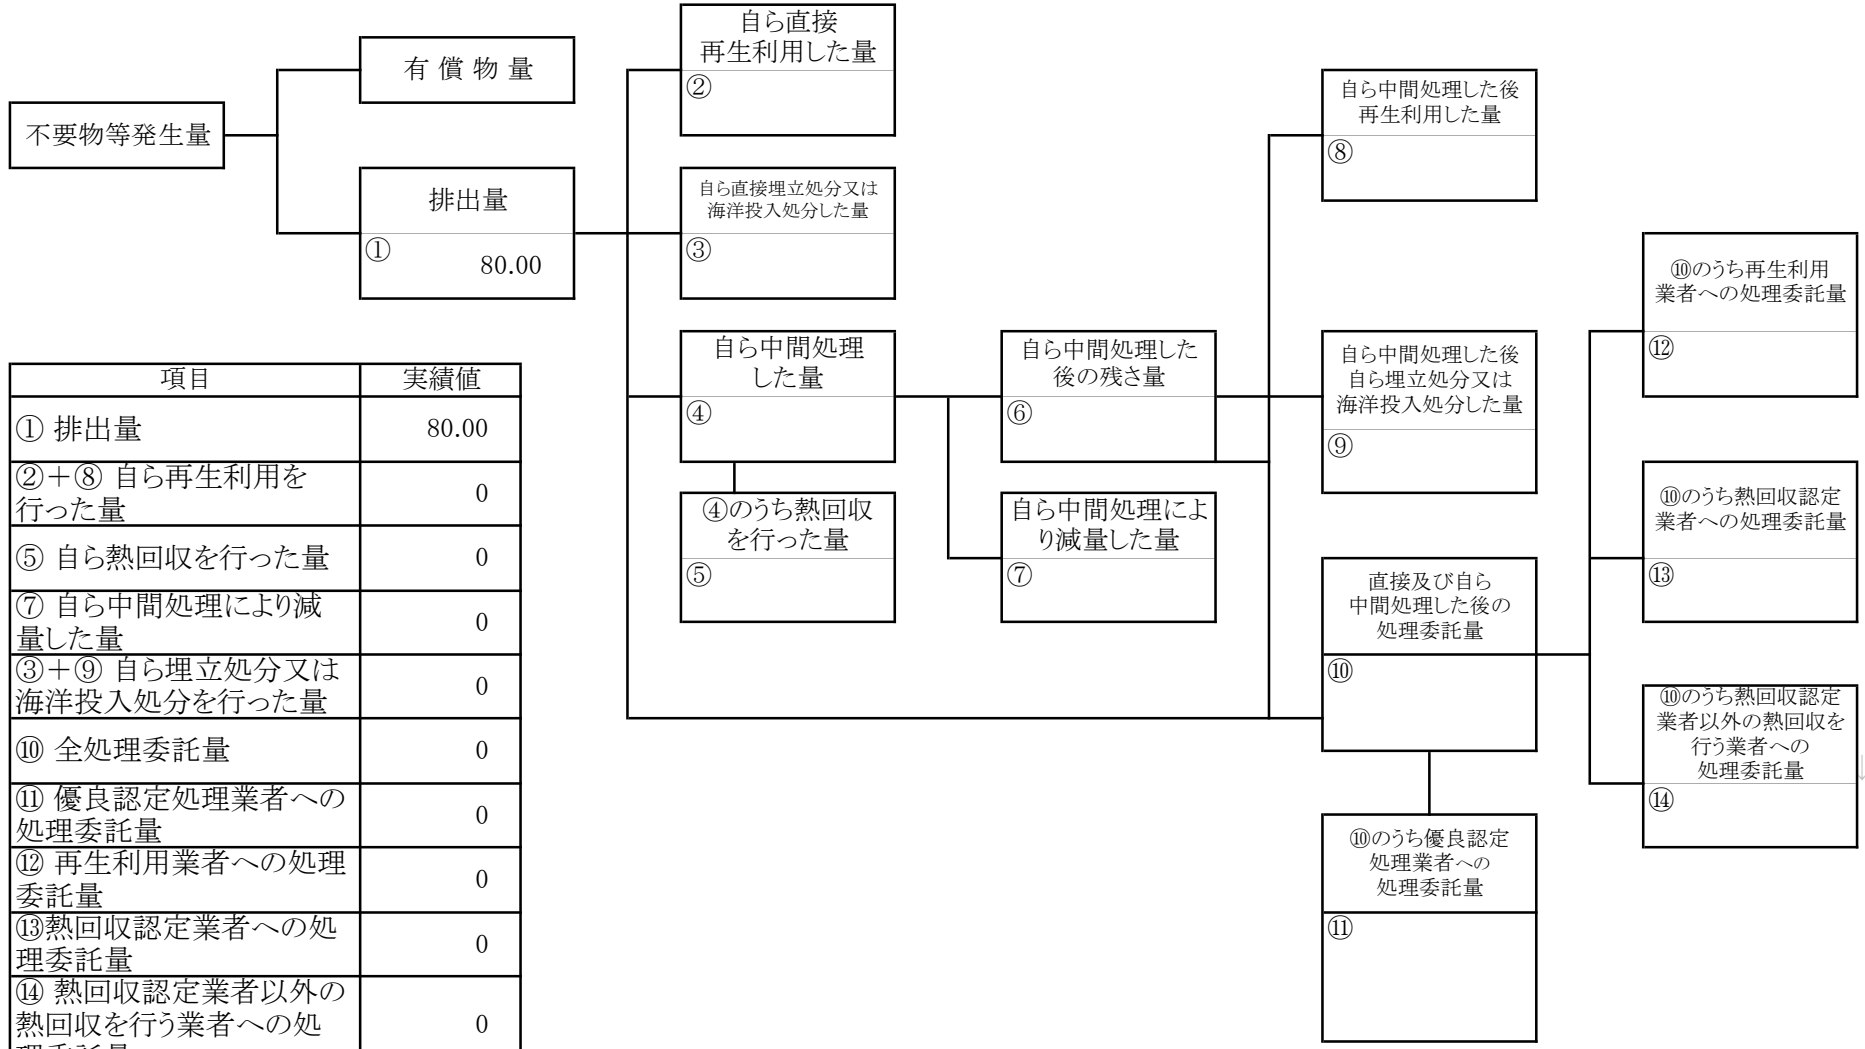 不要物等発生量
有 償 物 量
排出量
①
80.00
自ら直接
再生利用した量
②
自ら直接埋立処分又は
海洋投入処分した量
③
自ら中間処理
した量
④
④のうち熱回収
を行った量
⑤
自ら中間処理した
後の残さ量
⑥
自ら中間処理によ
り減量した量
⑦
自ら中間処理した後
再生利用した量
⑧
自ら中間処理した後
自ら埋立処分又は
海洋投入処分した量
⑨
直接及び自ら
中間処理した後の
処理委託量
⑩
⑩のうち優良認定
処理業者への
処理委託量
⑪
⑩のうち再生利用
業者への処理委託量
⑫
⑩のうち熱回収認定
業者への処理委託量
⑬
⑩のうち熱回収認定
業者以外の熱回収を
行う業者への
処理委託量
⑭
↓
項目 実績値
① 排出量 80.00
②+⑧ 自ら再生利用を
行った量 0
⑤ 自ら熱回収を行った量 0
⑦ 自ら中間処理により減
量した量 0
③+⑨ 自ら埋立処分又は
海洋投入処分を行った量 0
⑩ 全処理委託量 0
⑪ 優良認定処理業者への
処理委託量 0
⑫ 再生利用業者への処理
委託量 0
⑬熱回収認定業者への処
理委託量 0
⑭ 熱回収認定業者以外の
熱回収を行う業者への処 0